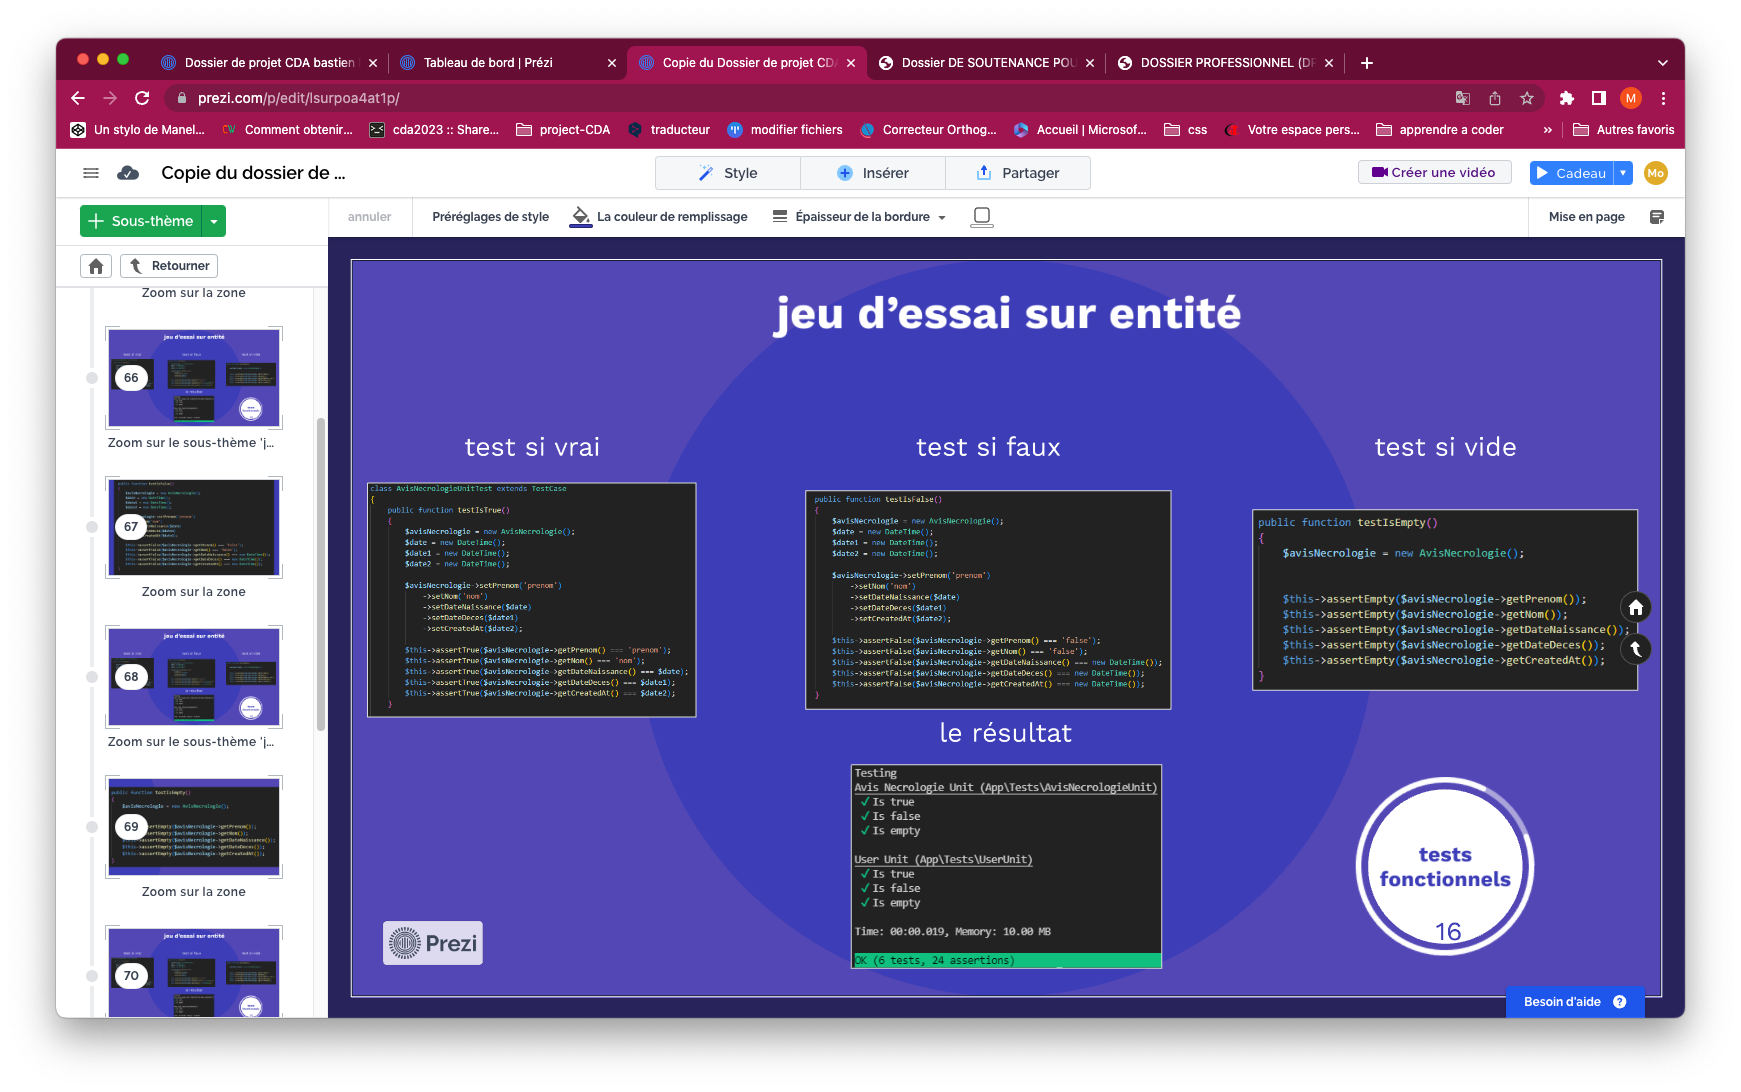 Dossier de projet CDA bastien
Tableau de bord | Prézi
Copie du Dossier de projet CDA
Dossier DE SOUTENANCE POU
DOSSIER PROFESSIONNEL (DP
prezi.com/p/edit/lsurpoa4at1p/
M
Un stylo de Manel...
Comment obtenir...
cda2023 :: Share...
project-CDA
traducteur
modifier fichiers
Correcteur Orthog...
Accueil | Microsof...
css
Votre espace pers...
apprendre a coder
»
Autres favoris
Copie du dossier de ...
Style
Insérer
Partager
Créer une vidéo
Cadeau
Mo
Sous-thème
annuler
Préréglages de style
La couleur de remplissage
Épaisseur de la bordure
Mise en page
Retourner
Zoom sur la zone
66
Zoom sur le sous-thème 'j...
67
Zoom sur la zone
68
Zoom sur le sous-thème 'j...
69
Zoom sur la zone
70
jeu d'essai sur entité
test si vrai
class AvisNecrologieUnitTest extends TestCase
{
public function testIsTrue()
{
$avisNecrologie = new AvisNecrologie();
$date = new DateTime();
$date1 = new DateTime();
$date2 = new DateTime();
$avisNecrologie->setPrenom('prenom')
->setNom('nom')
->setDateNaissance($date)
->setDateDeces($date1)
->setCreatedAt($date2);
$this->assertTrue($avisNecrologie->getPrenom() === 'prenom');
$this->assertTrue($avisNecrologie->getNom() === 'nom');
$this->assertTrue($avisNecrologie->getDateNaissance() === $date);
$this->assertTrue($avisNecrologie->getDateDeces() === $date1);
$this->assertTrue($avisNecrologie->getCreatedAt() === $date2);
}
test si faux
public function testIsFalse()
{
$avisNecrologie = new AvisNecrologie();
$date = new DateTime();
$date1 = new DateTime();
$date2 = new DateTime();
$avisNecrologie->setPrenom('prenom')
->setNom('nom')
->setDateNaissance($date)
->setDateDeces($date1)
->setCreatedAt($date2);
$this->assertFalse($avisNecrologie->getPrenom() === 'false');
$this->assertFalse($avisNecrologie->getNom() === 'false');
$this->assertFalse($avisNecrologie->getDateNaissance() === new DateTime());
$this->assertFalse($avisNecrologie->getDateDeces() === new DateTime());
$this->assertFalse($avisNecrologie->getCreatedAt() === new DateTime());
}
test si vide
public function testIsEmpty()
{
$avisNecrologie = new AvisNecrologie();
$this->assertEmpty($avisNecrologie->getPrenom());
$this->assertEmpty($avisNecrologie->getNom());
$this->assertEmpty($avisNecrologie->getDateNaissance());
$this->assertEmpty($avisNecrologie->getDateDeces());
$this->assertEmpty($avisNecrologie->getCreatedAt());
}
le résultat
Testing
Avis Necrologie Unit (App\Tests\AvisNecrologieUnit)
✓ Is true
✓ Is false
✓ Is empty
User Unit (App\Tests\UserUnit)
✓ Is true
✓ Is false
✓ Is empty
Time: 00:00.019, Memory: 10.00 MB
OK (6 tests, 24 assertions)
tests
fonctionnels
16
Prezi
Besoin d'aide ?